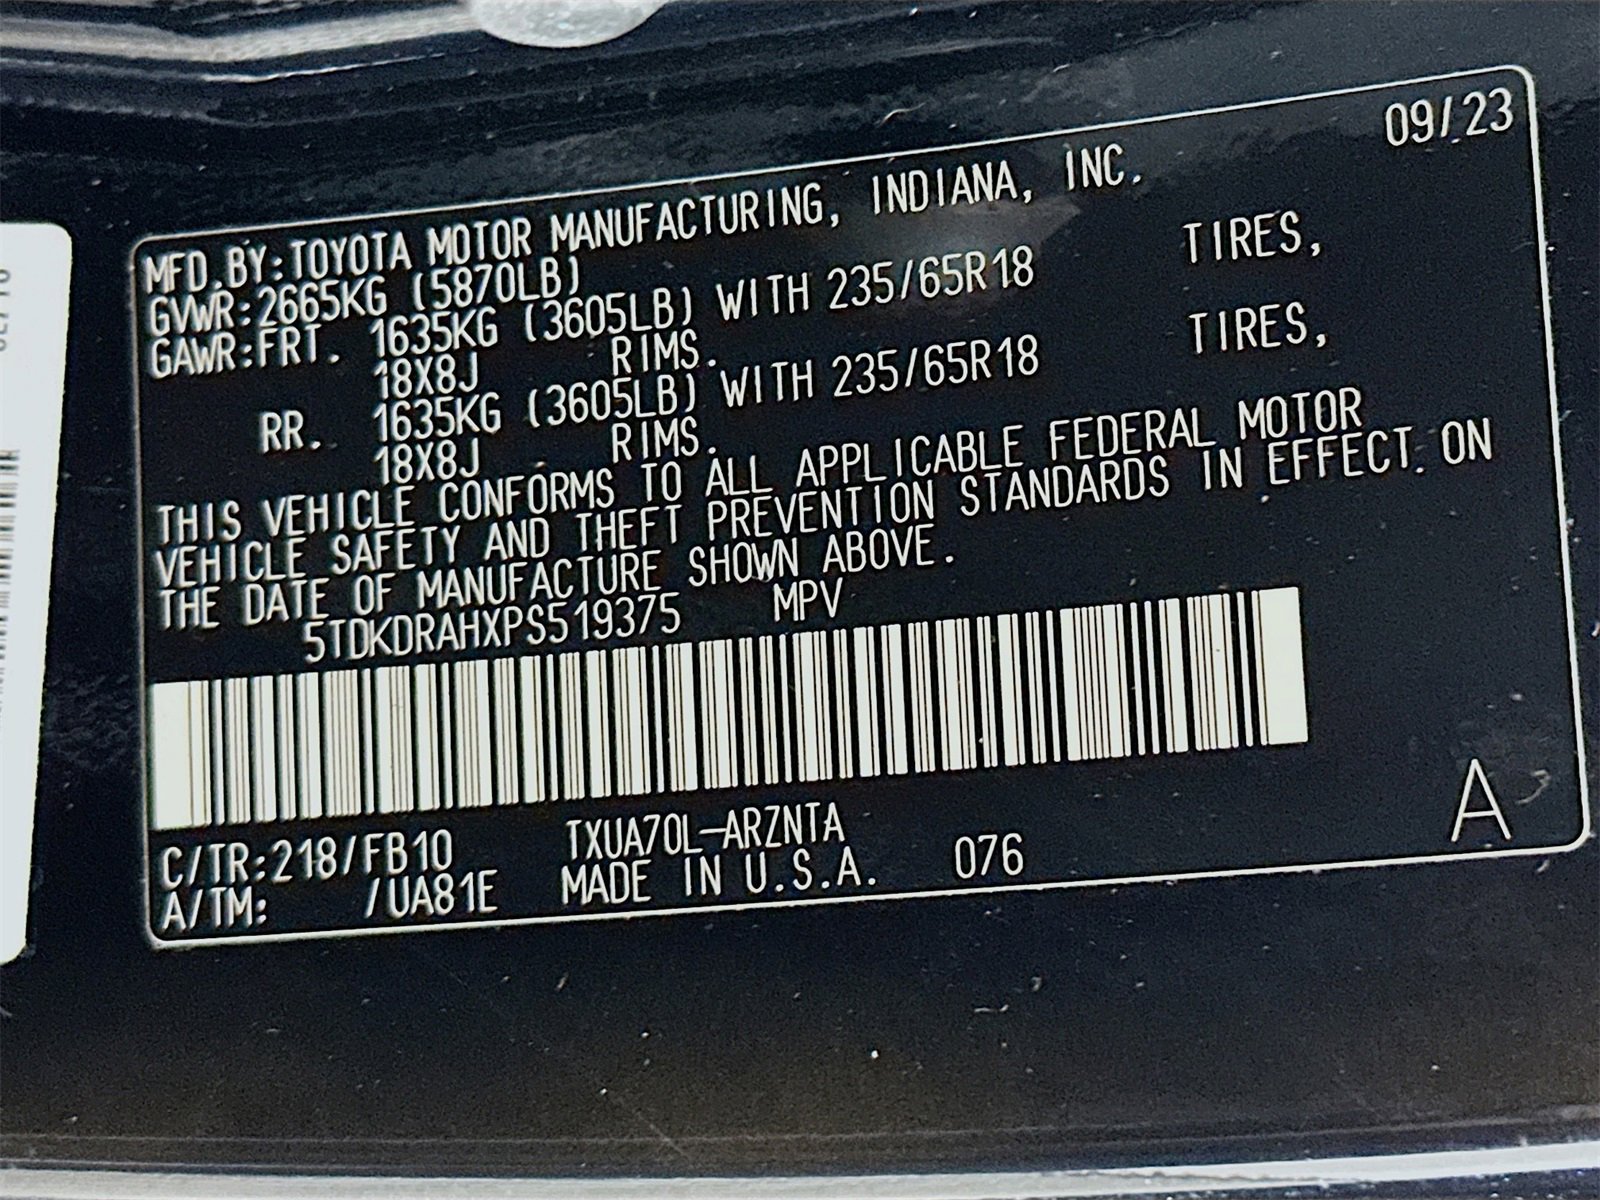 09/23
MFD.BY:TOYOTA MOTOR MANUFACTURING, INDIANA, INC.
GVWR:2665KG (5870LB)
GAWR:FRT. 1635KG (3605LB) WITH 235/65R18 TIRES,
18X8J RIMS.
RR. 1635KG (3605LB) WITH 235/65R18 TIRES,
18X8J RIMS.
THIS VEHICLE CONFORMS TO ALL APPLICABLE FEDERAL MOTOR
VEHICLE SAFETY AND THEFT PREVENTION STANDARDS IN EFFECT ON
THE DATE OF MANUFACTURE SHOWN ABOVE.
5TDKDRAHXPS519375 MPV
C/TR:218/FB10 TXUA70L-ARZNTA
A/TM: /UA81E MADE IN U.S.A. 076
A